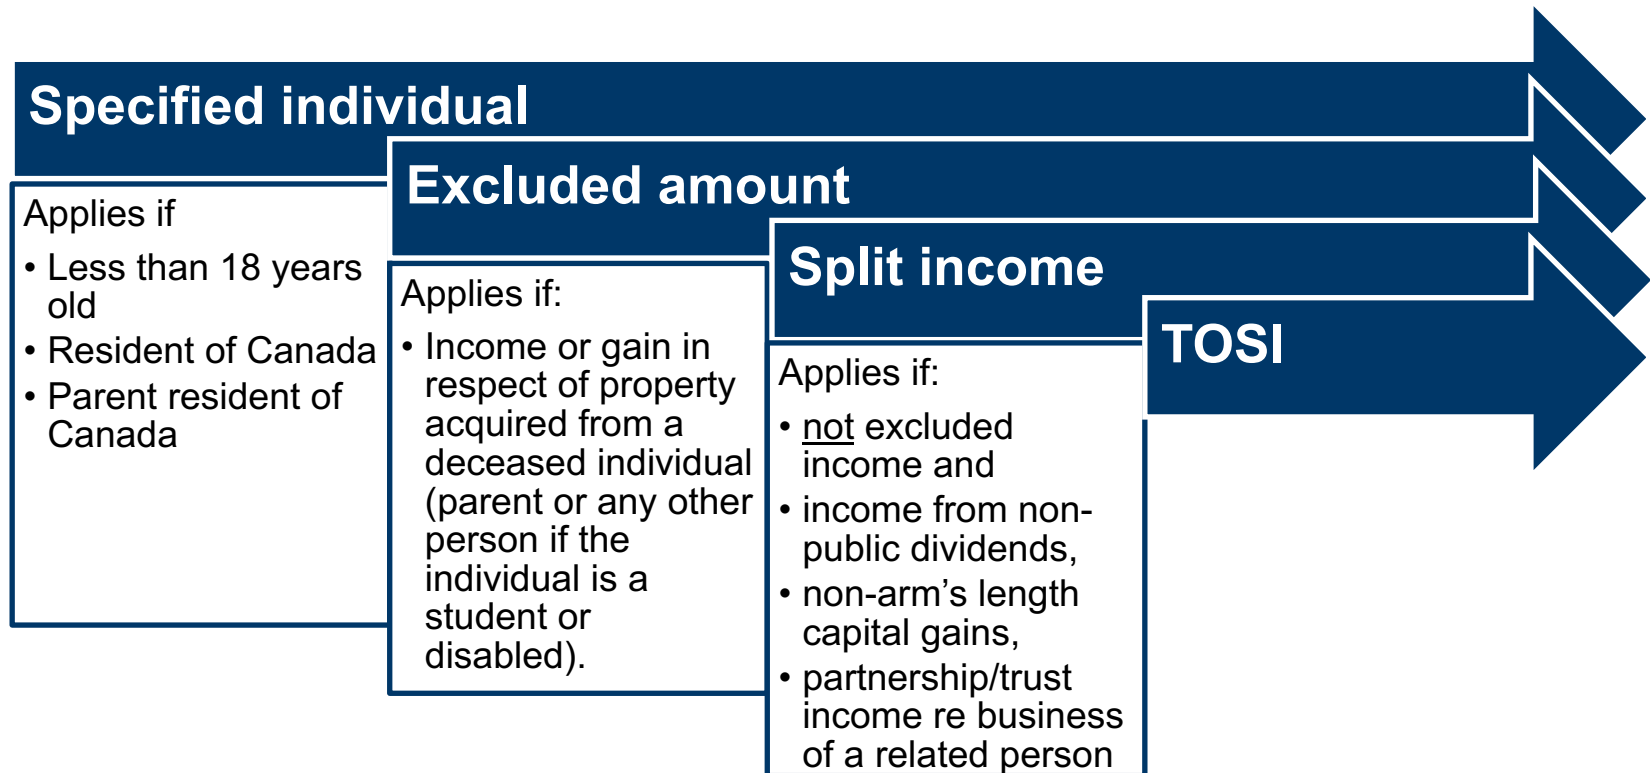 Specified individual
Applies if
• Less than 18 years
old
• Resident of Canada
• Parent resident of
Canada
Excluded amount
Applies if:
• Income or gain in
respect of property
acquired from a
deceased individual
(parent or any other
person if the
individual is a
student or
disabled).
Split income
Applies if:
• not excluded
income and
• income from non-
public dividends,
• non-arm’s length
capital gains,
• partnership/trust
income re business
of a related person
TOSI